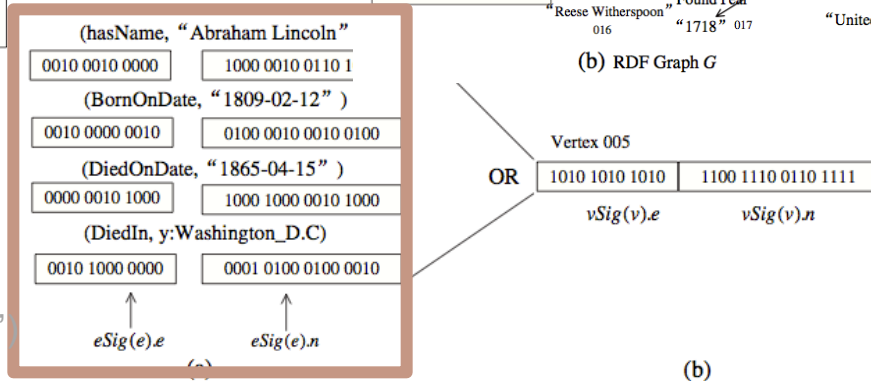 (hasName, “Abraham Lincoln”
0010 0010 0000 1000 0010 0110 1
(BornOnDate, “1809-02-12” )
0010 0000 0010 0100 0010 0010 0100
(DiedOnDate, “1865-04-15” )
0000 0010 1000 1000 1000 0010 1000
(DiedIn, y:Washington_D.C)
0010 1000 0000 0001 0100 0100 0010
eSig(e).e eSig(e).n
“Reese Witherspoon”
016
“1718” 017
(b) RDF Graph G
Vertex 005
OR 1010 1010 1010 1100 1110 0110 1111
vSig(v).e vSig(v).n
(b)